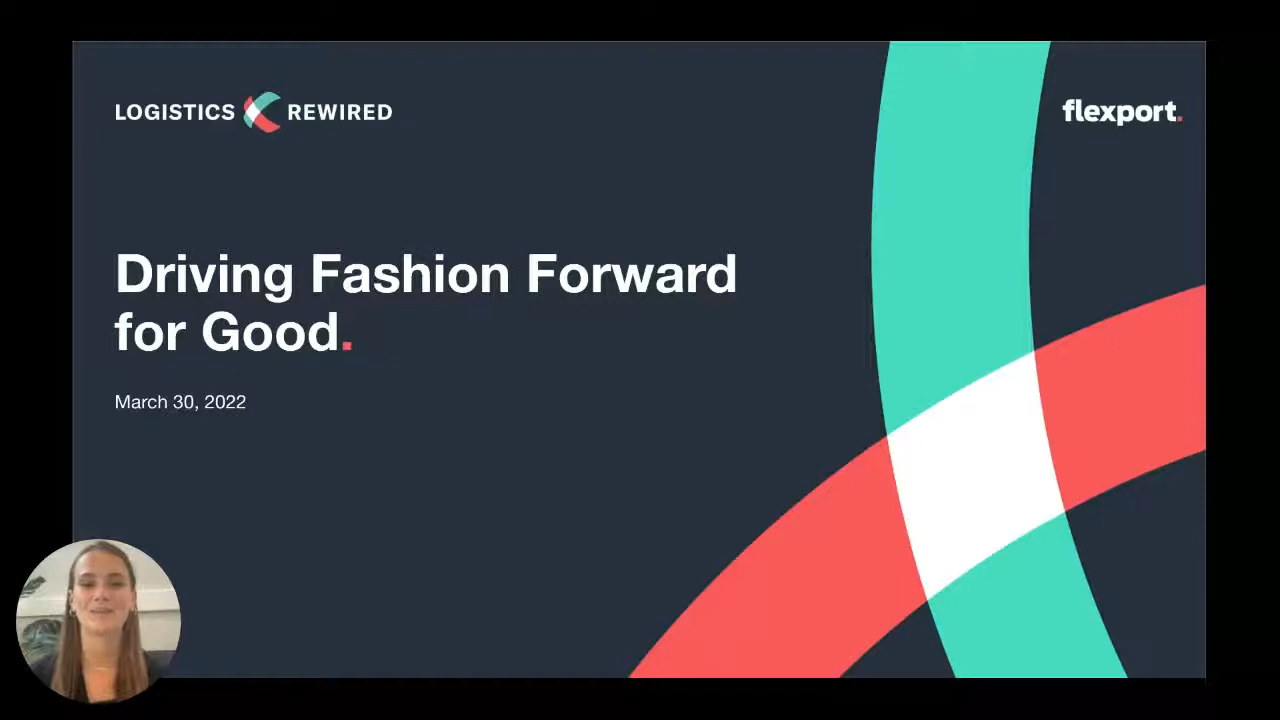 LOGISTICS REWIRED
flexport.
Driving Fashion Forward
for Good.
March 30, 2022